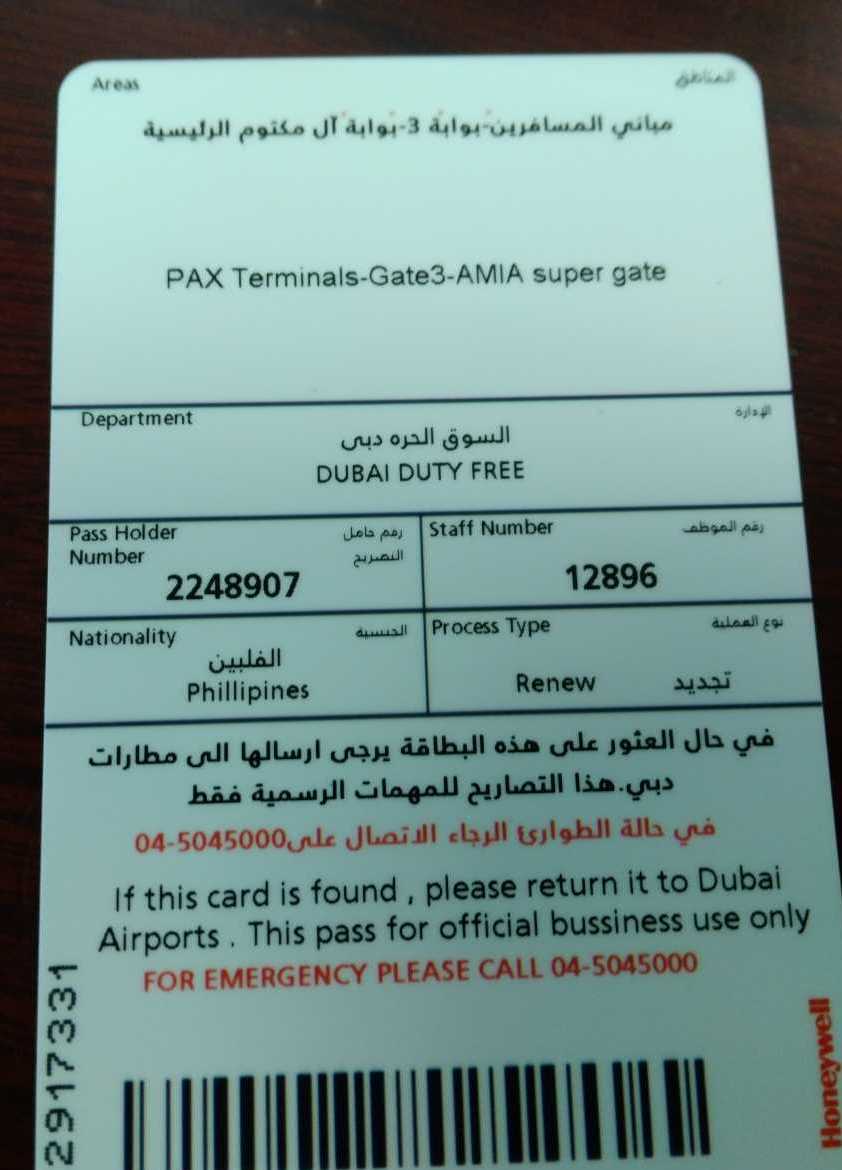 Areas المناطق
مباني المسافرين-بوابة 3-بوابة آل مكتوم الرئيسية
PAX Terminals-Gate3-AMIA super gate
Department الإدارة
السوق الحره دبى
DUBAI DUTY FREE
Pass Holder رقم حامل
Number التصريح
2248907
Staff Number رقم الموظف
12896
Nationality الجنسية
الفلبين
Phillipines
Process Type نوع العملية
Renew تجديد
في حال العثور على هذه البطاقة يرجى ارسالها الى مطارات
دبي.هذا التصاريح للمهمات الرسمية فقط
في حالة الطوارئ الرجاء الاتصال على04-5045000
If this card is found , please return it to Dubai
Airports . This pass for official bussiness use only
FOR EMERGENCY PLEASE CALL 04-5045000
2917331
Honeywell